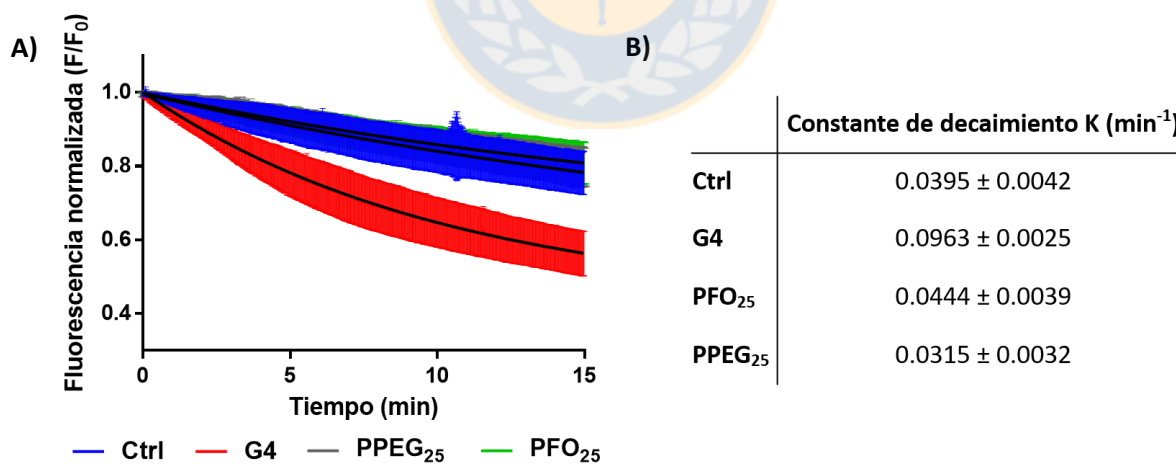 A)
Fluorescencia normalizada (F/F₀)
1.0
0.8
0.6
0.4
0 5 10 15
Tiempo (min)
Ctrl G4 PPEG₂₅ PFO₂₅
B)
Constante de decaimiento K (min⁻¹)
Ctrl 0.0395 ± 0.0042
G4 0.0963 ± 0.0025
PFO₂₅ 0.0444 ± 0.0039
PPEG₂₅ 0.0315 ± 0.0032